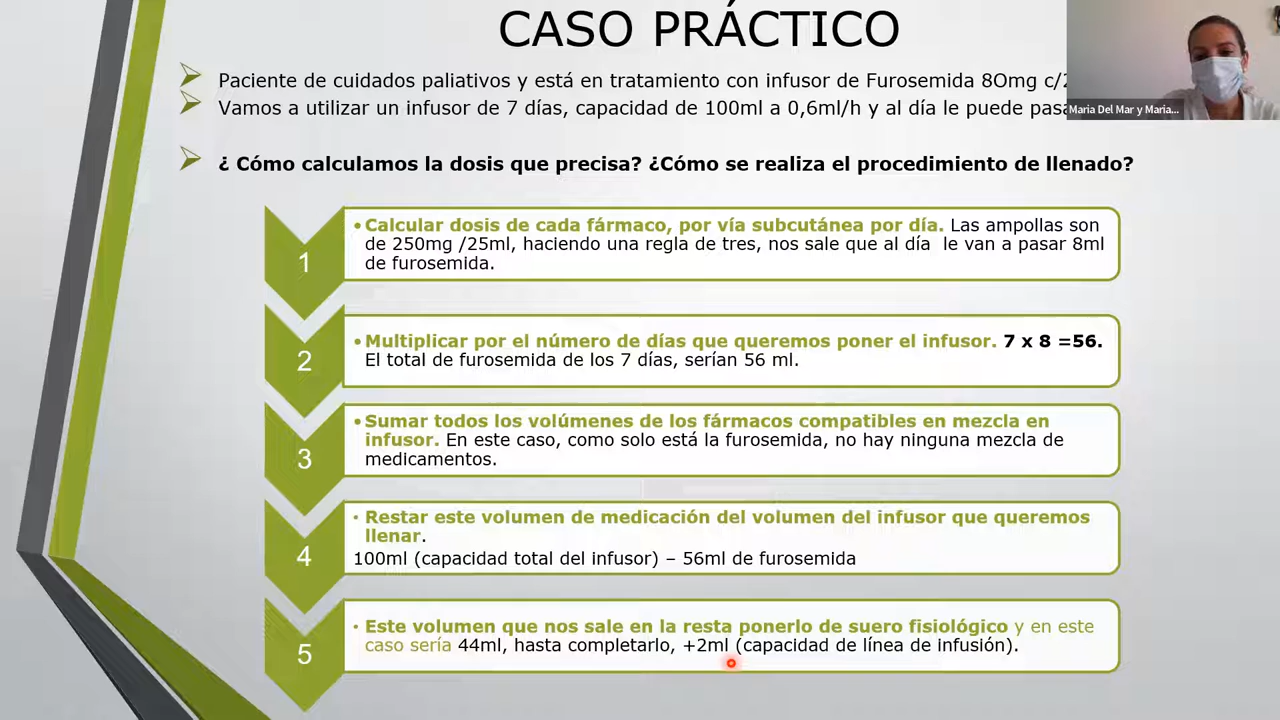 CASO PRÁCTICO
Paciente de cuidados paliativos y está en tratamiento con infusor de Furosemida 8Omg
Vamos a utilizar un infusor de 7 días, capacidad de 100ml a 0,6ml/h y al día le puede
Maria Del Mar y Maria...
¿ Cómo calculamos la dosis que precisa? ¿Cómo se realiza el procedimiento de llenado?
1
• Calcular dosis de cada fármaco, por vía subcutánea por día. Las ampollas son
de 250mg /25ml, haciendo una regla de tres, nos sale que al día le van a pasar 8ml
de furosemida.
2
• Multiplicar por el número de días que queremos poner el infusor. 7 x 8 =56.
El total de furosemida de los 7 días, serían 56 ml.
3
• Sumar todos los volúmenes de los fármacos compatibles en mezcla en
infusor. En este caso, como solo está la furosemida, no hay ninguna mezcla de
medicamentos.
4
• Restar este volumen de medicación del volumen del infusor que queremos
llenar.
100ml (capacidad total del infusor) – 56ml de furosemida
5
• Este volumen que nos sale en la resta ponerlo de suero fisiológico y en este
caso sería 44ml, hasta completarlo, +2ml (capacidad de línea de infusión).